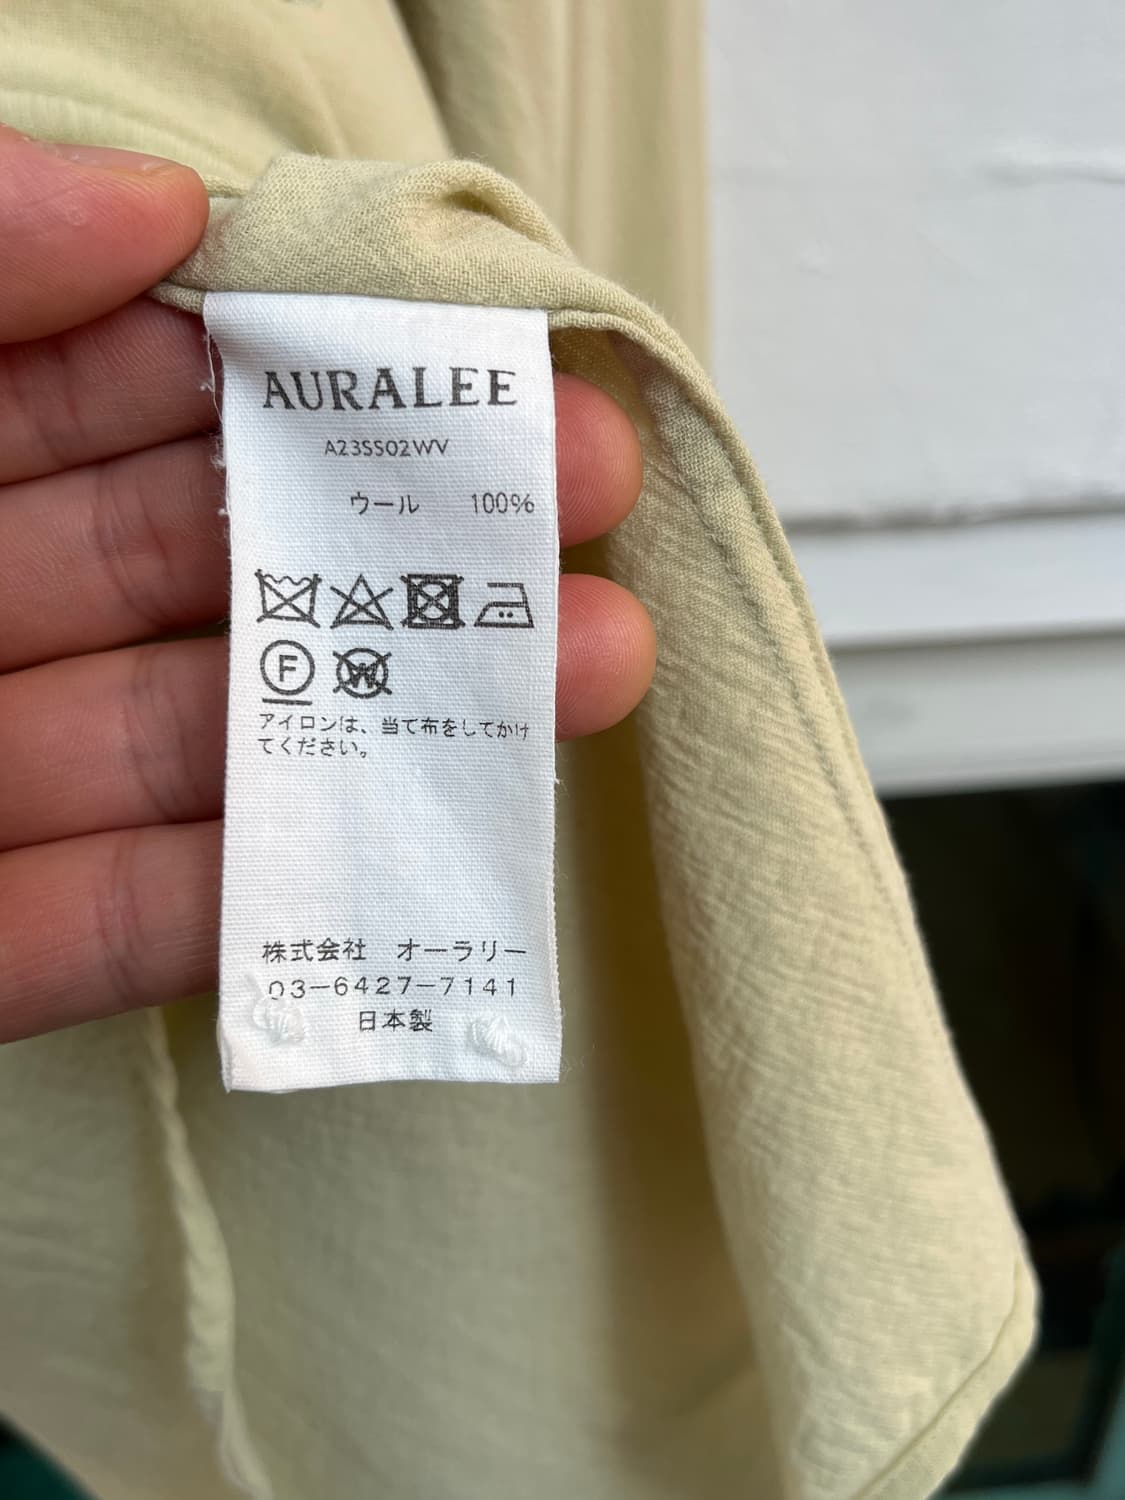 AURALEE
A23SS02WV
ウール 100%
F
W
アイロンは、当て布をしてかけ
てください。
株式会社 オーラリー
03-6427-7141
日本製